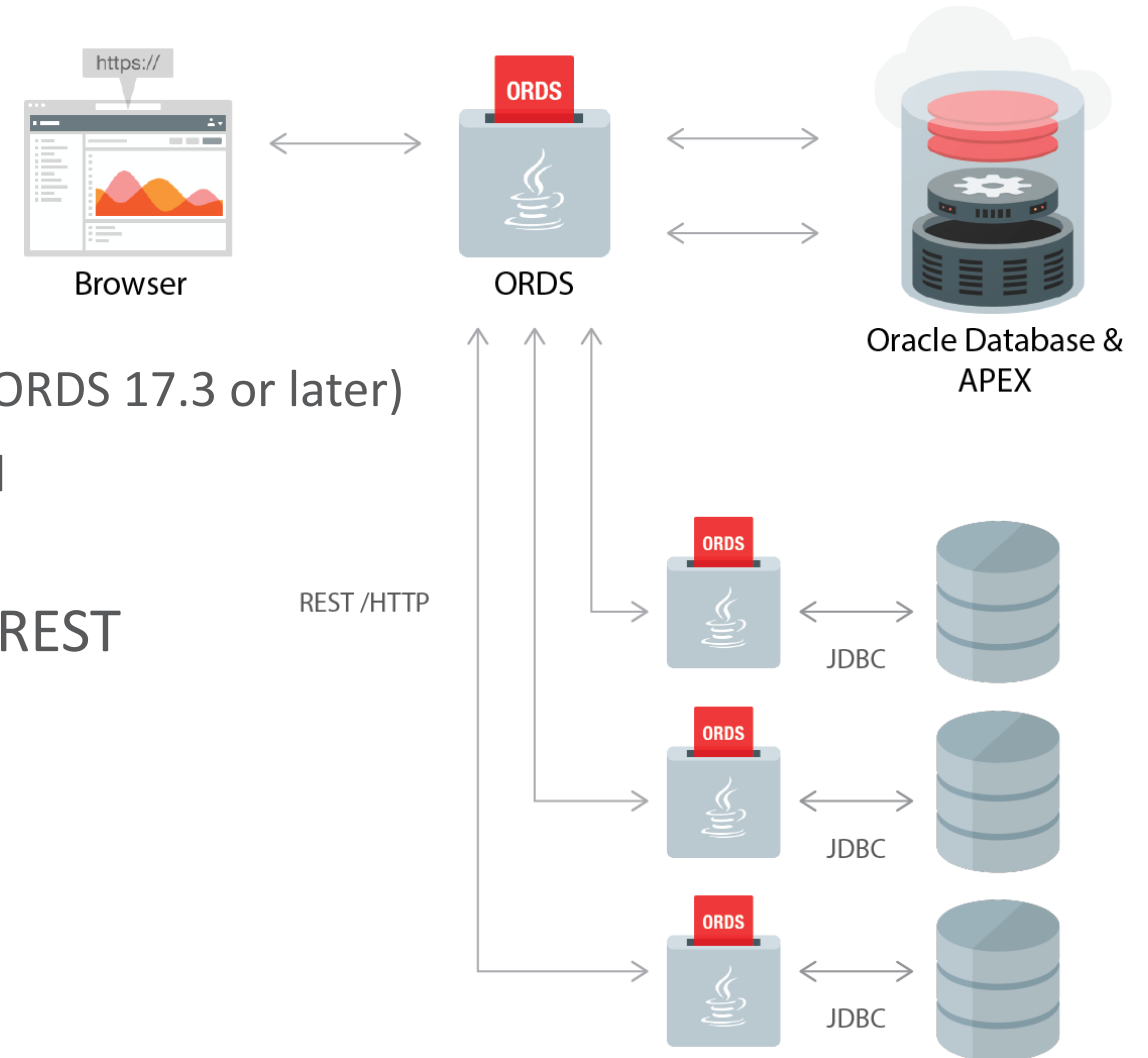 https://
ORDS
Browser
ORDS
Oracle Database &
APEX
ORDS 17.3 or later)
REST
REST /HTTP
ORDS
JDBC
ORDS
JDBC
ORDS
JDBC